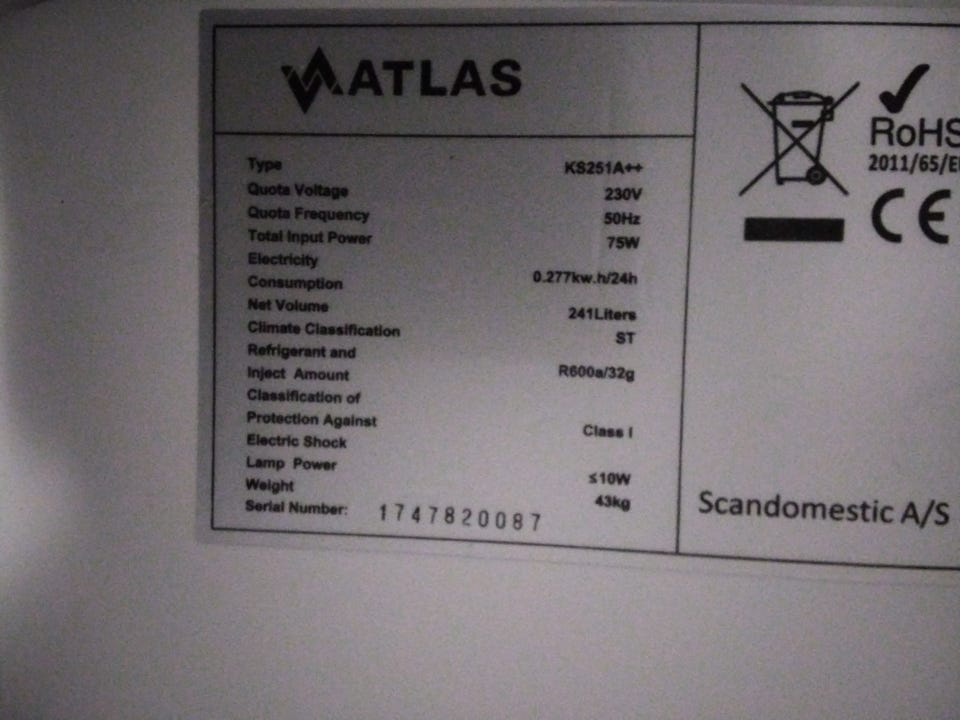 ATLAS
Type KS251A++
Quota Voltage 230V
Quota Frequency 50Hz
Total Input Power 75W
Electricity
Consumption 0.277kw.h/24h
Net Volume 241Liters
Climate Classification ST
Refrigerant and
Inject Amount R600a/32g
Classification of
Protection Against Class I
Electric Shock
Lamp Power ≤10W
Weight 43kg
Serial Number: 1747820087
RoHS
2011/65/E
CE
Scandomestic A/S